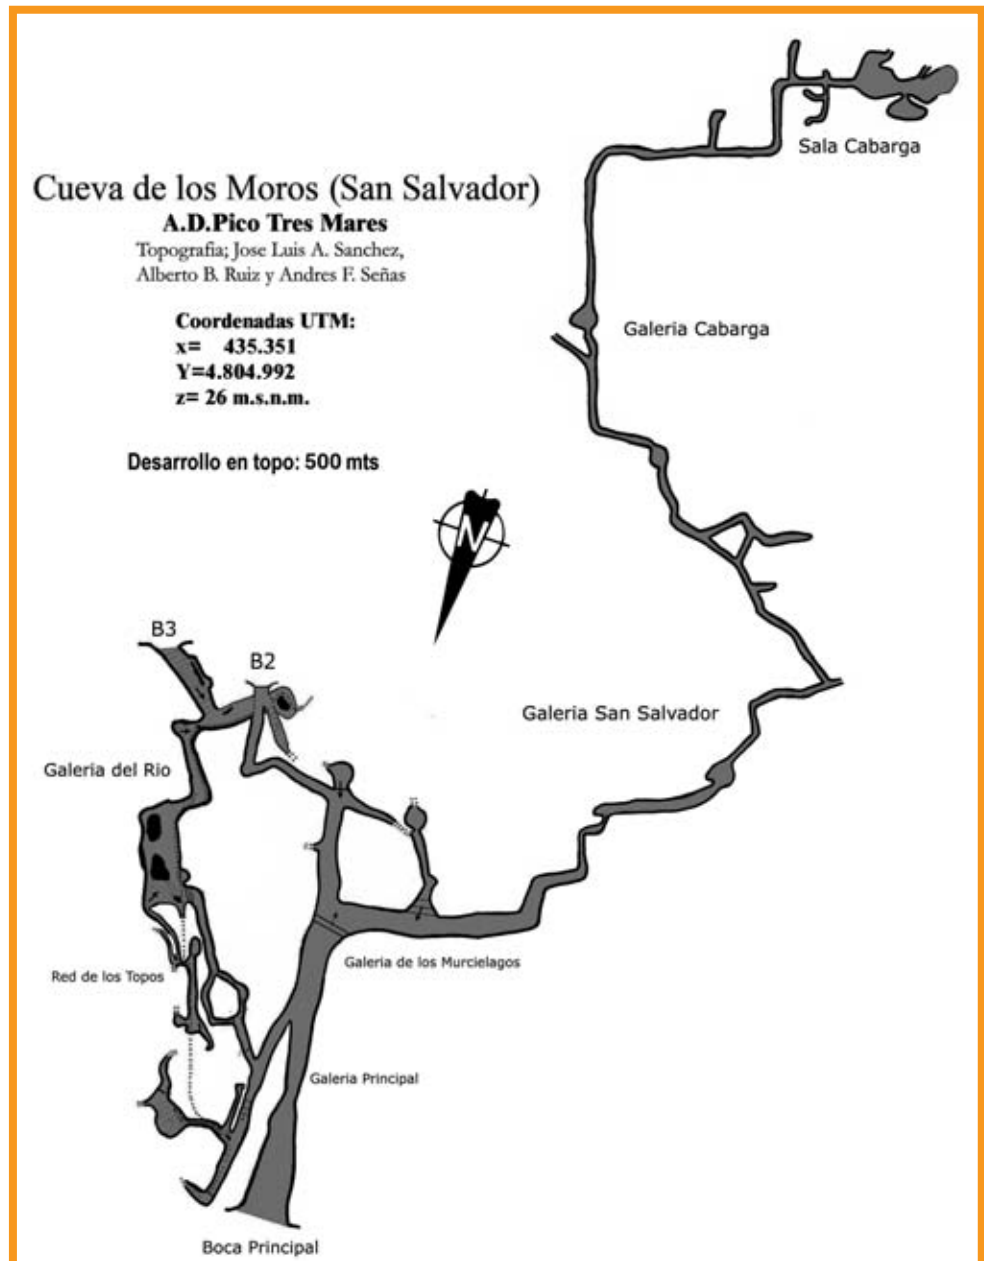 Sala Cabarga
Cueva de los Moros (San Salvador)
A.D.Pico Tres Mares
Topografia; Jose Luis A. Sanchez,
Alberto B. Ruiz y Andres F. Señas
Coordenadas UTM:
x= 435.351
Y=4.804.992
z= 26 m.s.n.m.
Galeria Cabarga
Desarrollo en topo: 500 mts
N
B3
B2
Galeria San Salvador
Galeria del Rio
Galeria de los Murcielagos
Red de los Topos
Galeria Principal
Boca Principal